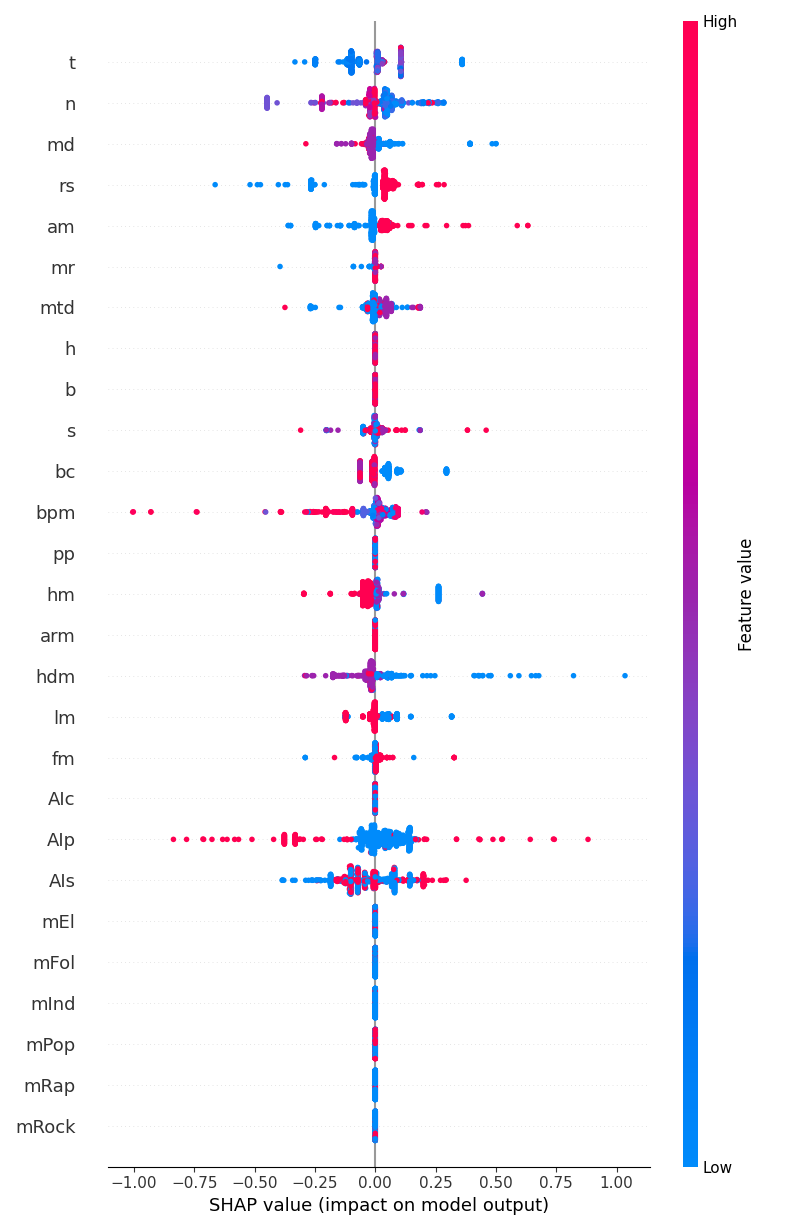 High
t
n
md
rs
am
mr
mtd
h
b
s
bc
bpm
pp
hm
arm
hdm
lm
fm
AIc
AIp
AIs
mEl
mFol
mInd
mPop
mRap
mRock
Feature value
Low
−1.00 −0.75 −0.50 −0.25 0.00 0.25 0.50 0.75 1.00
SHAP value (impact on model output)